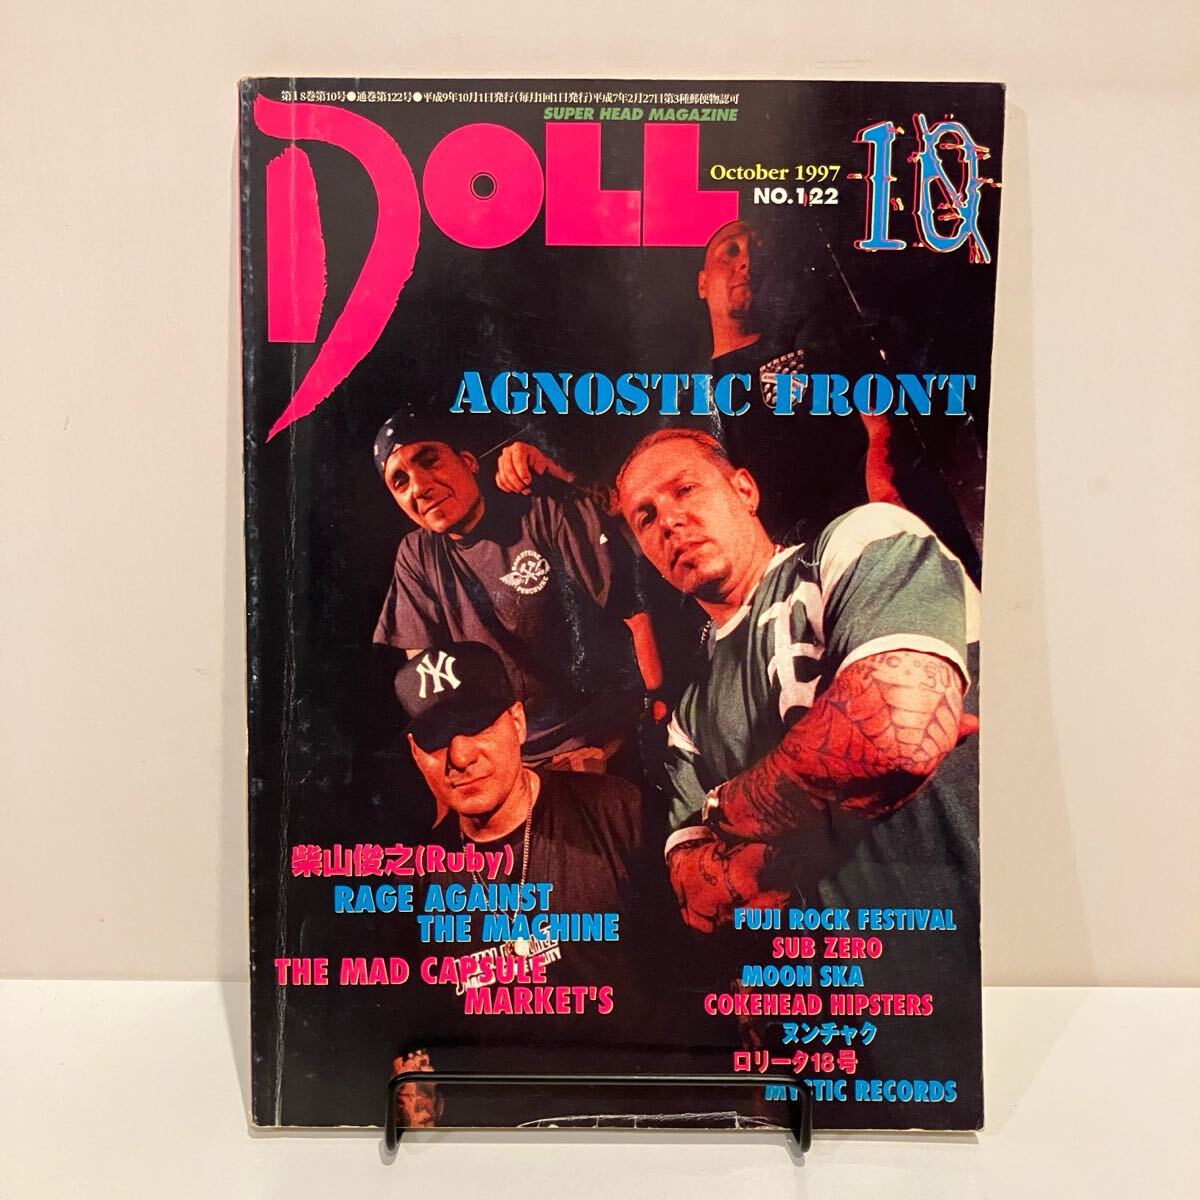 第18巻第10号●通巻第122号●平成9年10月1日発行(毎月1回1日発行)平成7年2月27日第3種郵便物認可
SUPER HEAD MAGAZINE
DOLL
October 1997
NO.122
10
AGNOSTIC FRONT
NY
柴山俊之(Ruby)
RAGE AGAINST
THE MACHINE
THE MAD CAPSULE
MARKET'S
FUJI ROCK FESTIVAL
SUB ZERO
MOON SKA
COKEHEAD HIPSTERS
ヌンチャク
ロリータ18号
MYSTIC RECORDS